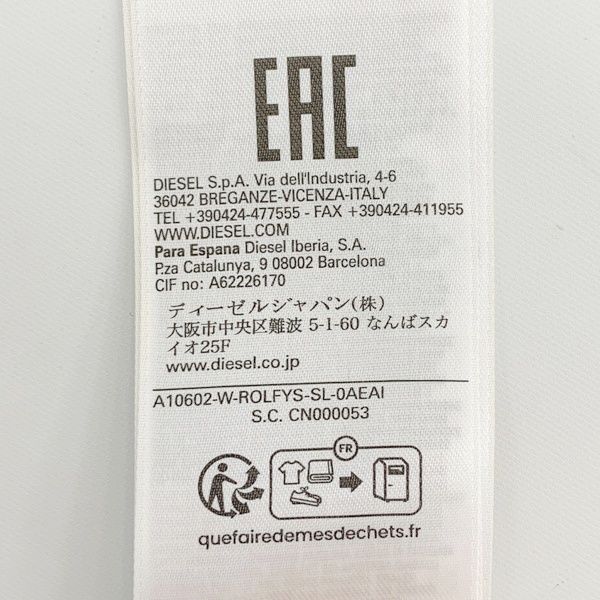 EAC
DIESEL S.p.A. Via dell'Industria, 4-6
36042 BREGANZE-VICENZA-ITALY
TEL +390424-477555 - FAX +390424-411955
WWW.DIESEL.COM
Para Espana Diesel Iberia, S.A.
P.za Catalunya, 9 08002 Barcelona
CIF no: A62226170
ディーゼルジャパン(株)
大阪市中央区難波 5-1-60 なんばスカ
イオ25F
www.diesel.co.jp
A10602-W-ROLFYS-SL-0AEAI
S.C. CN000053
FR
quefairedemesdechets.fr